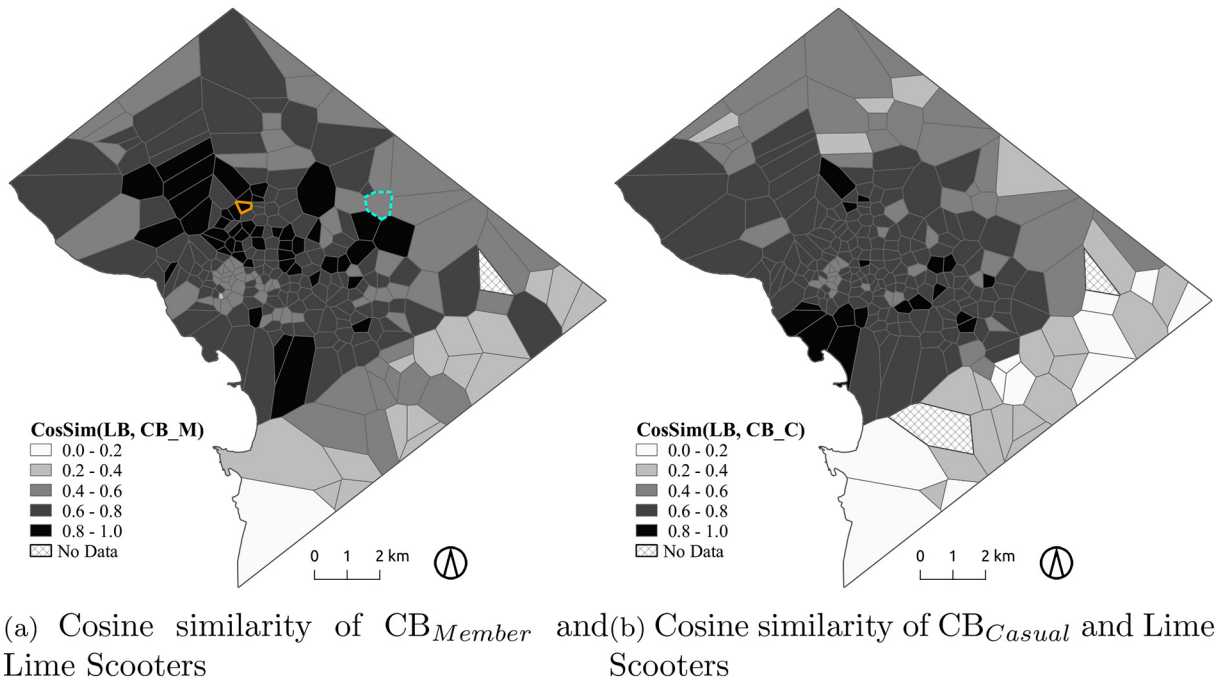 CosSim(LB, CB_M)
0.0 - 0.2
0.2 - 0.4
0.4 - 0.6
0.6 - 0.8
0.8 - 1.0
No Data
0 1 2 km
CosSim(LB, CB_C)
0.0 - 0.2
0.2 - 0.4
0.4 - 0.6
0.6 - 0.8
0.8 - 1.0
No Data
0 1 2 km
(a) Cosine similarity of CB_Member and
Lime Scooters
(b) Cosine similarity of CB_Casual and Lime
Scooters